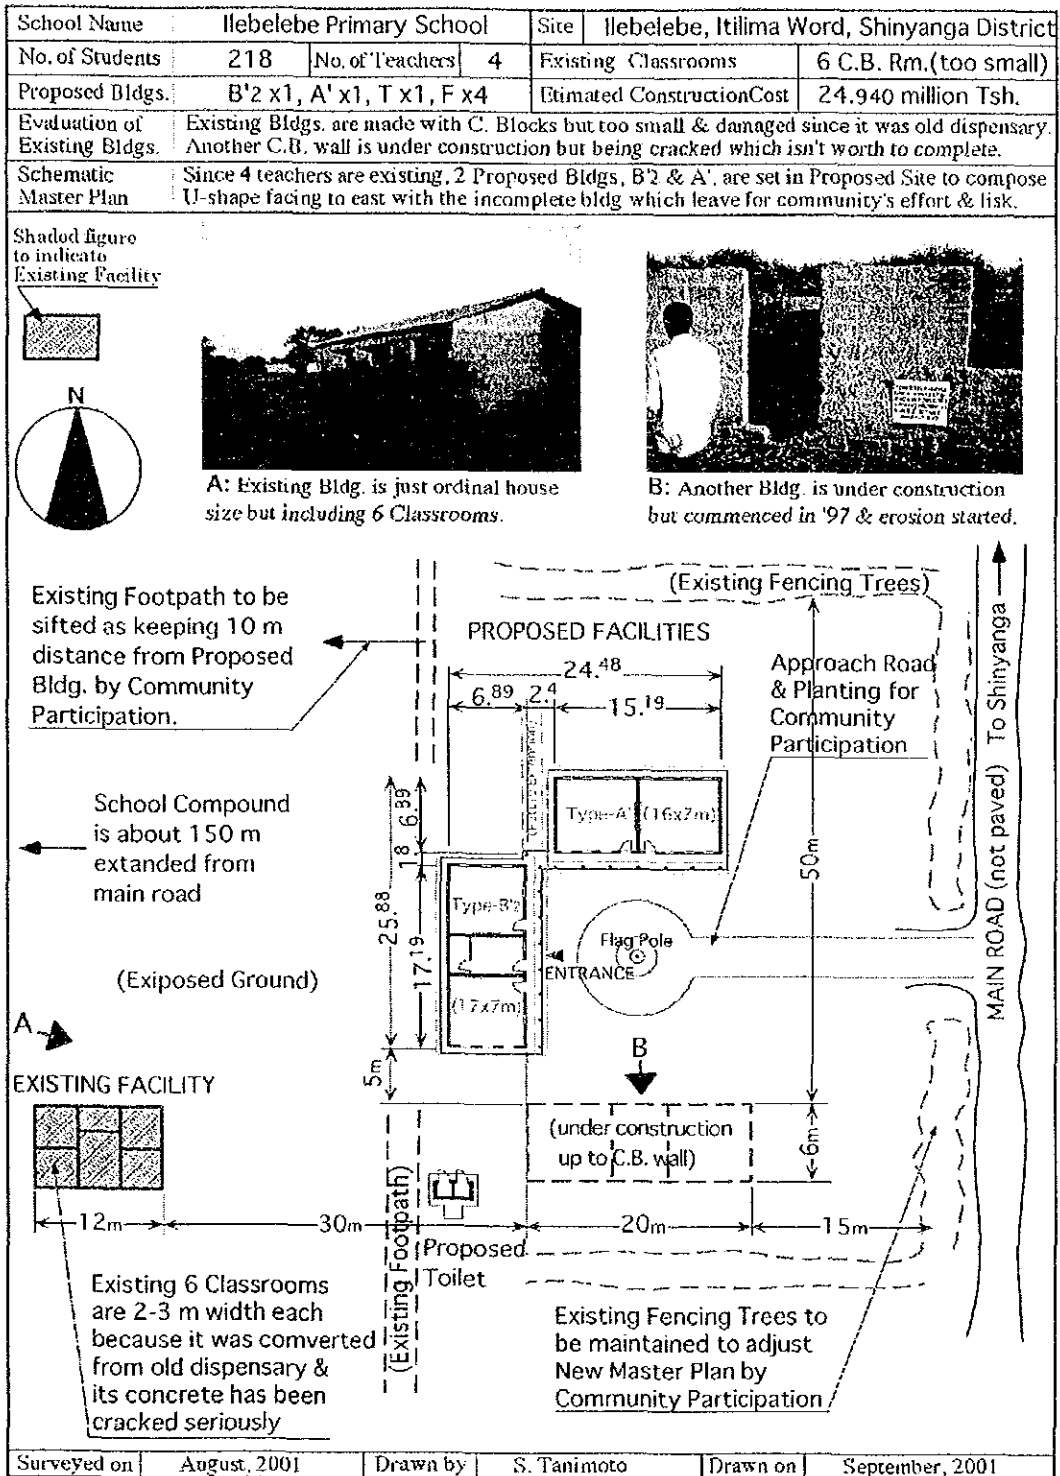 School Name Ilebelebe Primary School Site Ilebelebe, Itilima Word, Shinyanga District
No. of Students 218 No. of Teachers 4 Existing Classrooms 6 C.B. Rm.(too small)
Proposed Bldgs. B'2 x1, A' x1, T x1, F x4 Etimated ConstructionCost 24.940 million Tsh.
Evaluation of Existing Bldgs. are made with C. Blocks but too small & damaged since it was old dispensary.
Existing Bldgs. Another C.B. wall is under construction but being cracked which isn't worth to complete.
Schematic Since 4 teachers are existing, 2 Proposed Bldgs, B'2 & A', are set in Proposed Site to compose
Master Plan U-shape facing to east with the incomplete bldg which leave for community's effort & lisk.
Shaded figure
to indicate
Existing Facility
N
A: Existing Bldg. is just ordinal house
size but including 6 Classrooms.
B: Another Bldg. is under construction
but commenced in '97 & erosion started.
Existing Footpath to be
sifted as keeping 10 m
distance from Proposed
Bldg. by Community
Participation.
(Existing Fencing Trees)
PROPOSED FACILITIES
24.48
6.89 2.4 15.19
Approach Road
& Planting for
Community
Participation
MAIN ROAD (not paved) To Shinyanga
School Compound
is about 150 m
extanded from
main road
6.89
1.8
25.88
17.19
Type-A' (16x7m)
50m
Type-B'2
(17x7m)
Flag Pole
ENTRANCE
(Exiposed Ground)
A
B
5m
EXISTING FACILITY
(under construction
up to C.B. wall)
6m
12m 30m 20m 15m
(Existing Footpath)
Proposed
Toilet
Existing 6 Classrooms
are 2-3 m width each
because it was comverted
from old dispensary &
its concrete has been
cracked seriously
Existing Fencing Trees to
be maintained to adjust
New Master Plan by
Community Participation
Surveyed on August, 2001 Drawn by S. Tanimoto Drawn on September, 2001